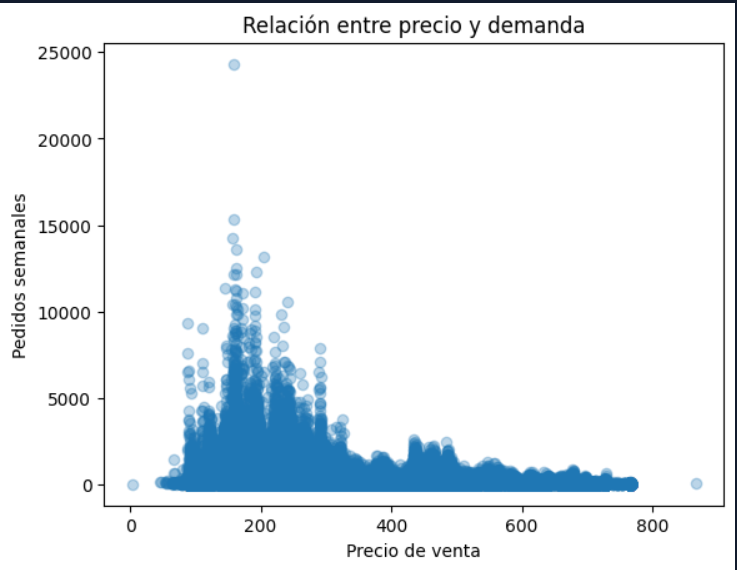 Relación entre precio y demanda
25000
20000
15000
10000
5000
0
Pedidos semanales
0 200 400 600 800
Precio de venta